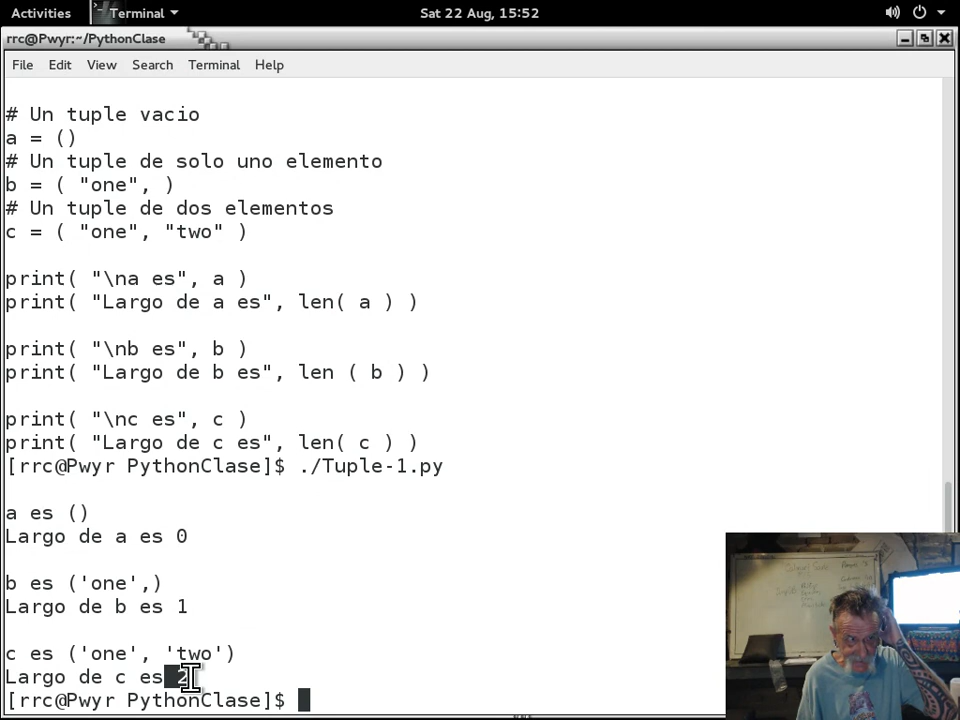 Activities Terminal Sat 22 Aug, 15:52
rrc@Pwyr:~/PythonClase
File Edit View Search Terminal Help
# Un tuple vacio
a = ()
# Un tuple de solo uno elemento
b = ( "one", )
# Un tuple de dos elementos
c = ( "one", "two" )
print( "\na es", a )
print( "Largo de a es", len( a ) )
print( "\nb es", b )
print( "Largo de b es", len ( b ) )
print( "\nc es", c )
print( "Largo de c es", len( c ) )
[rrc@Pwyr PythonClase]$ ./Tuple-1.py
a es ()
Largo de a es 0
b es ('one',)
Largo de b es 1
c es ('one', 'two')
Largo de c es 2
[rrc@Pwyr PythonClase]$